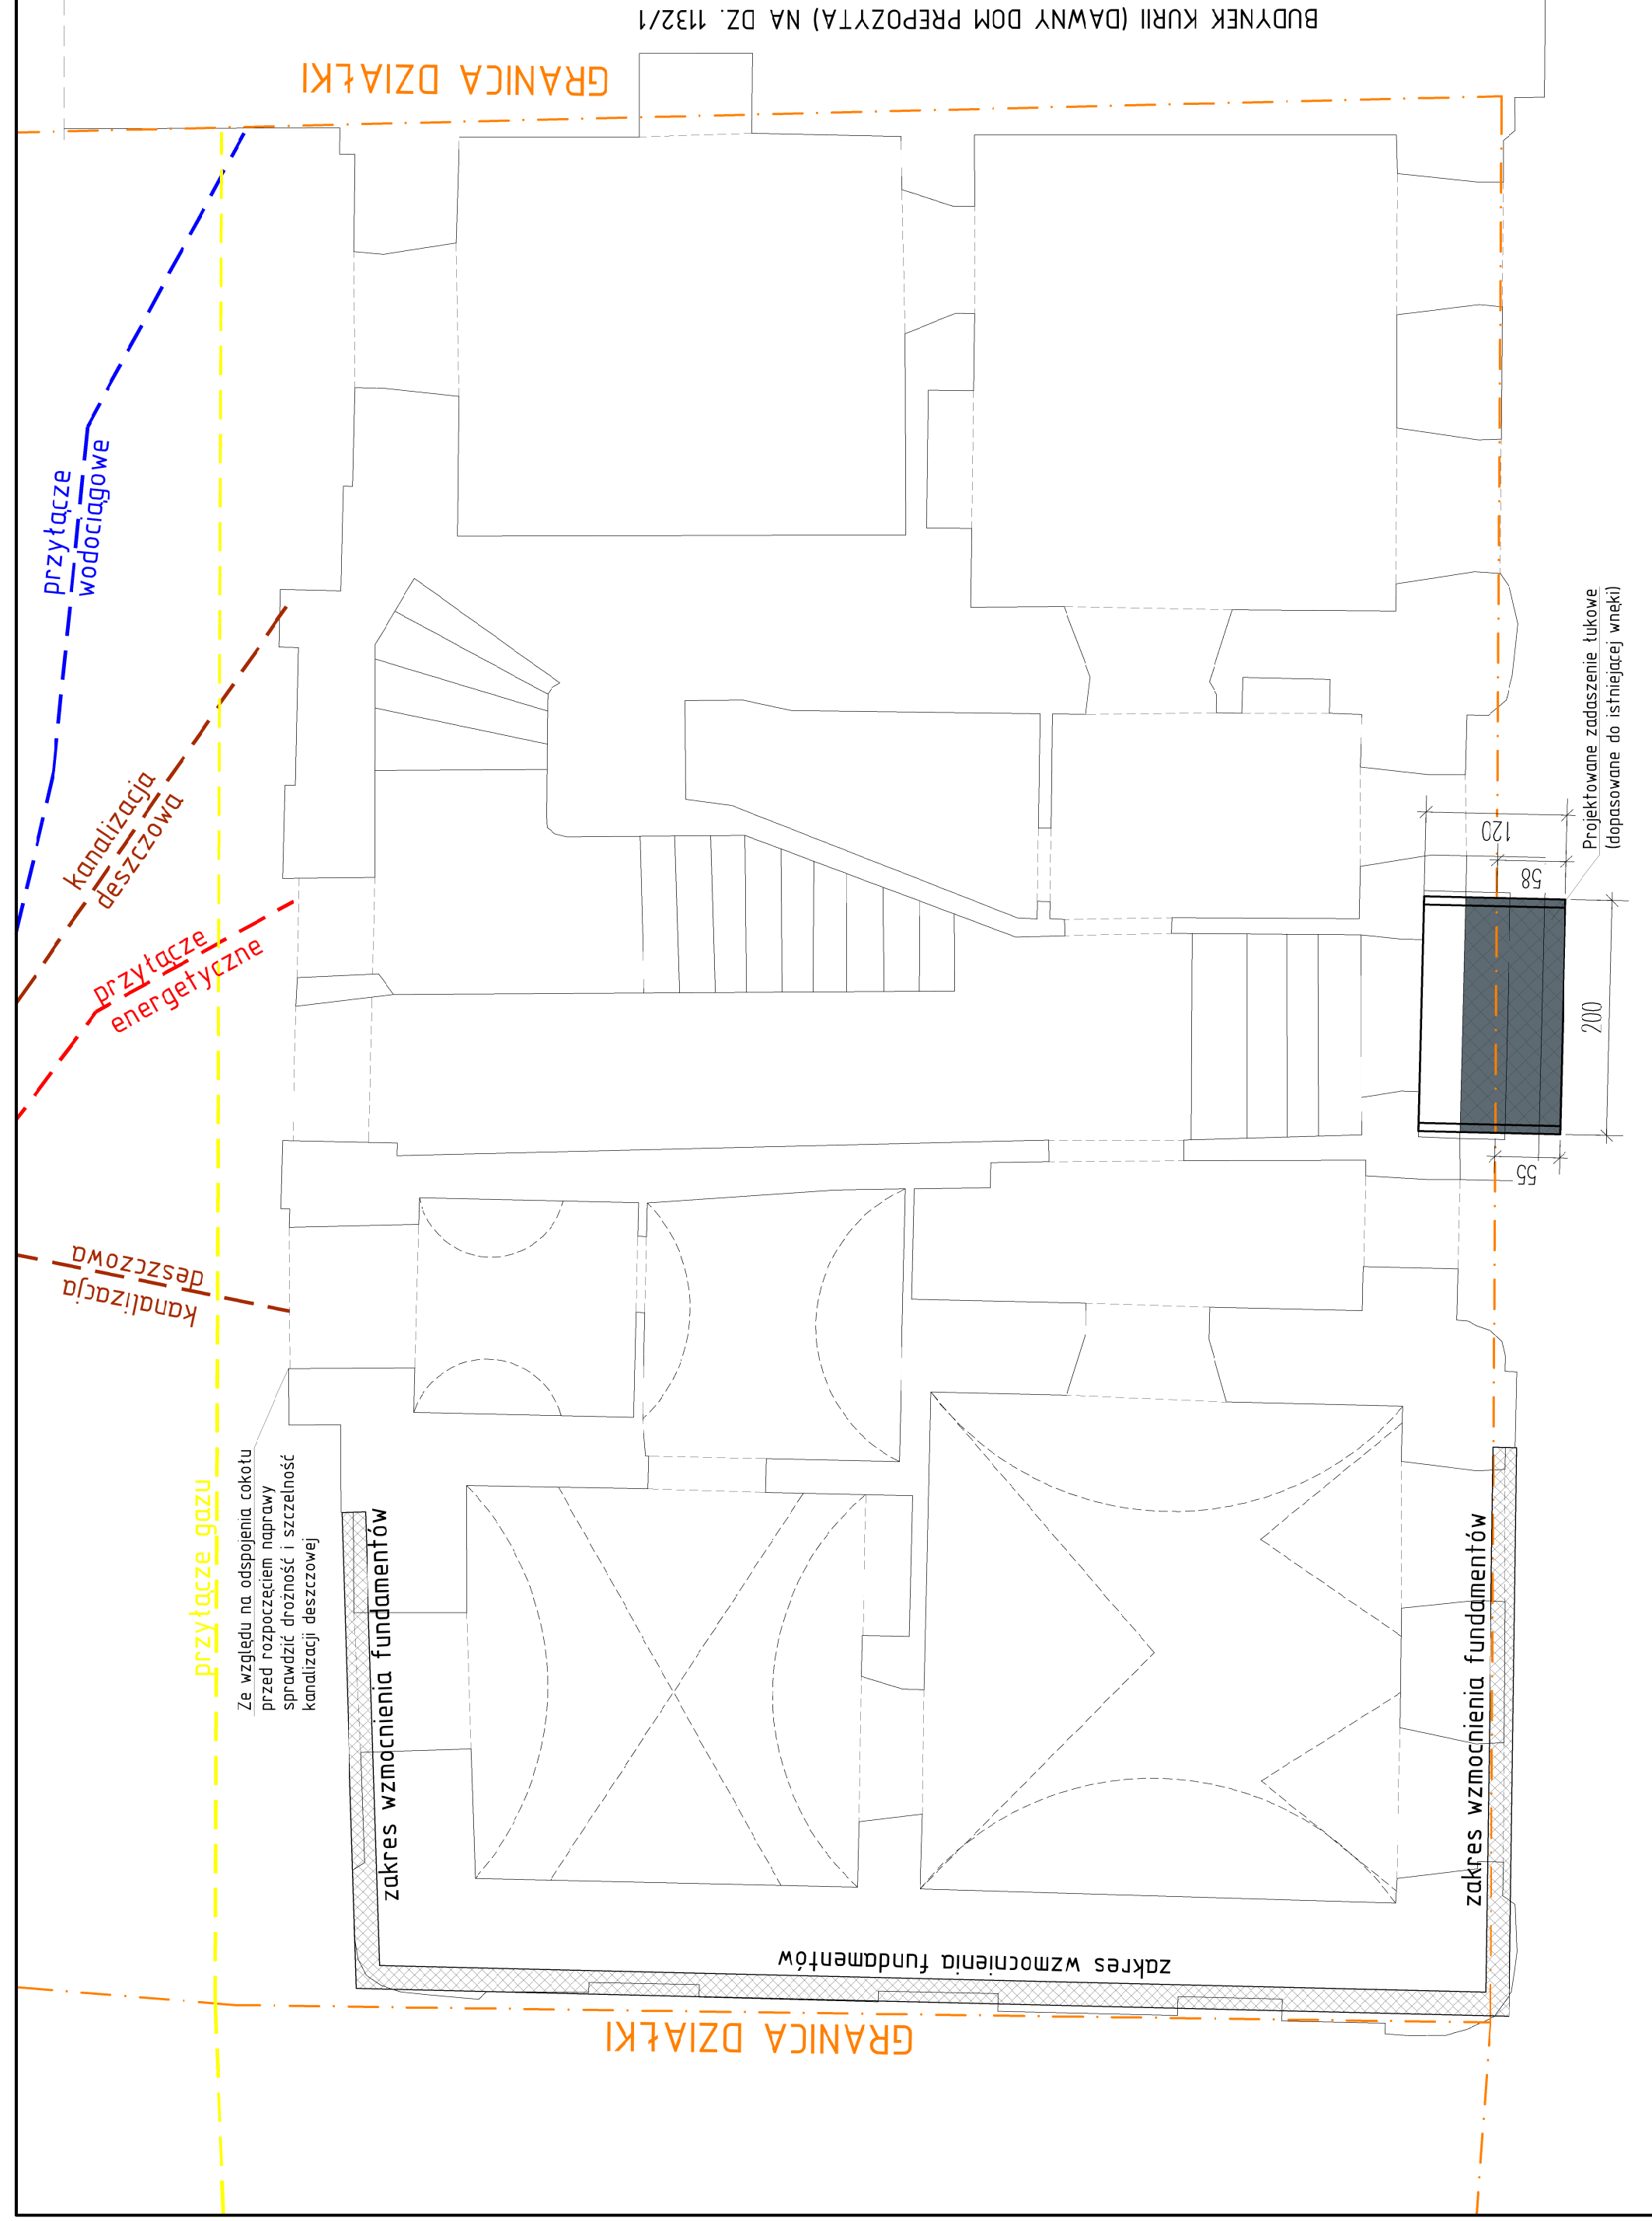 BUDYNEK KURII (DAWNY DOM PREPOZYTA) NA DZ. 1132/1
GRANICA DZIAŁKI
przyłącze
wodociągowe
kanalizacja
deszczowa
przyłącze
energetyczne
kanalizacja
deszczowa
przyłącze gazu
Ze względu na odspojenia cokołu
przed rozpoczęciem naprawy
sprawdzić drożność i szczelność
kanalizacji deszczowej
zakres wzmocnienia fundamentów
zakres wzmocnienia fundamentów
zakres wzmocnienia fundamentów
GRANICA DZIAŁKI
Projektowane zadaszenie łukowe
(dopasowane do istniejącej wnęki)
120
58
200
55